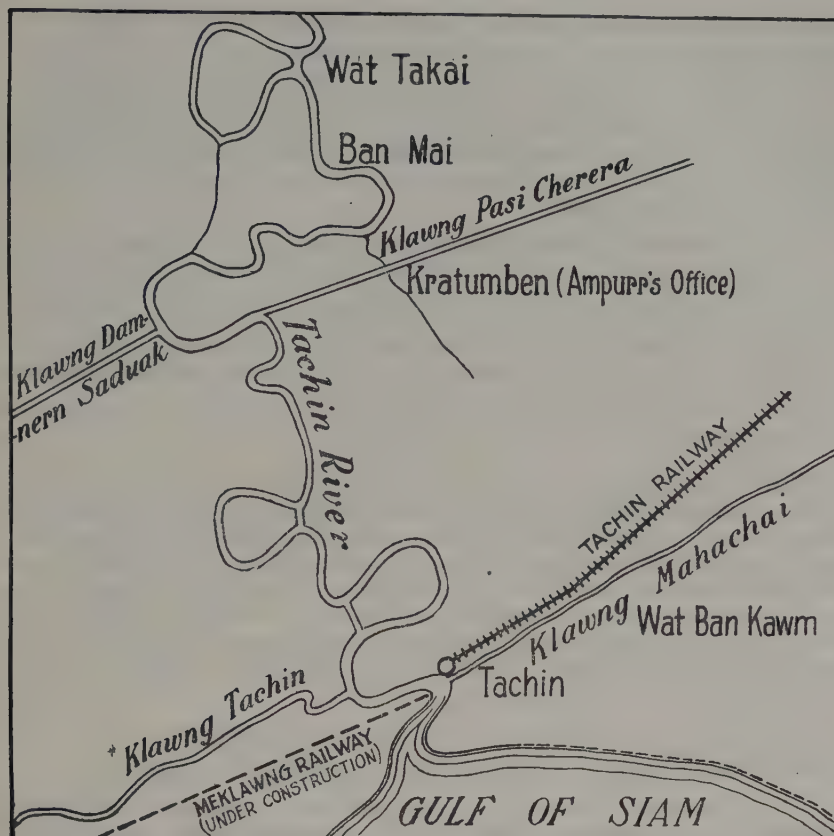 Wat Takai
Ban Mai
Klawng Pasi Cherera
Kratumben (Ampurr's Office)
Klawng Dam-
-nern Saduak
Tachin River
TACHIN RAILWAY
Klawng Mahachai
Wat Ban Kawm
Tachin
Klawng Tachin
MEKLAWNG RAILWAY
(UNDER CONSTRUCTION)
GULF OF SIAM